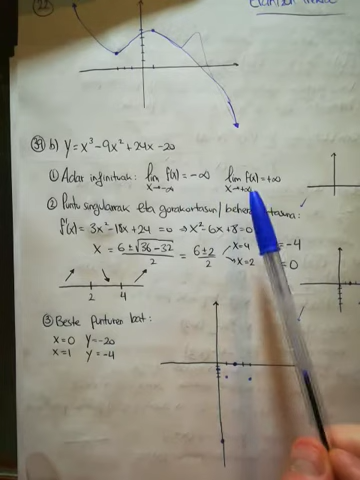 22
31 b) y = x³ - 9x² + 24x - 20
① Adar infinituak: lim f(x) = -∞ lim f(x) = +∞
x→-∞ x→+∞
② Puntu singularrak eta gorakortasun/
f'(x) = 3x² - 18x + 24 = 0 ⇒ x² - 6x + 8 = 0
x = 6 ± √36 - 32 / 2 = 6 ± 2 / 2 x = 4 = -4
x = 2 = 0
2 4
③ Beste punturen bat:
x = 0 y = -20
x = 1 y = -4